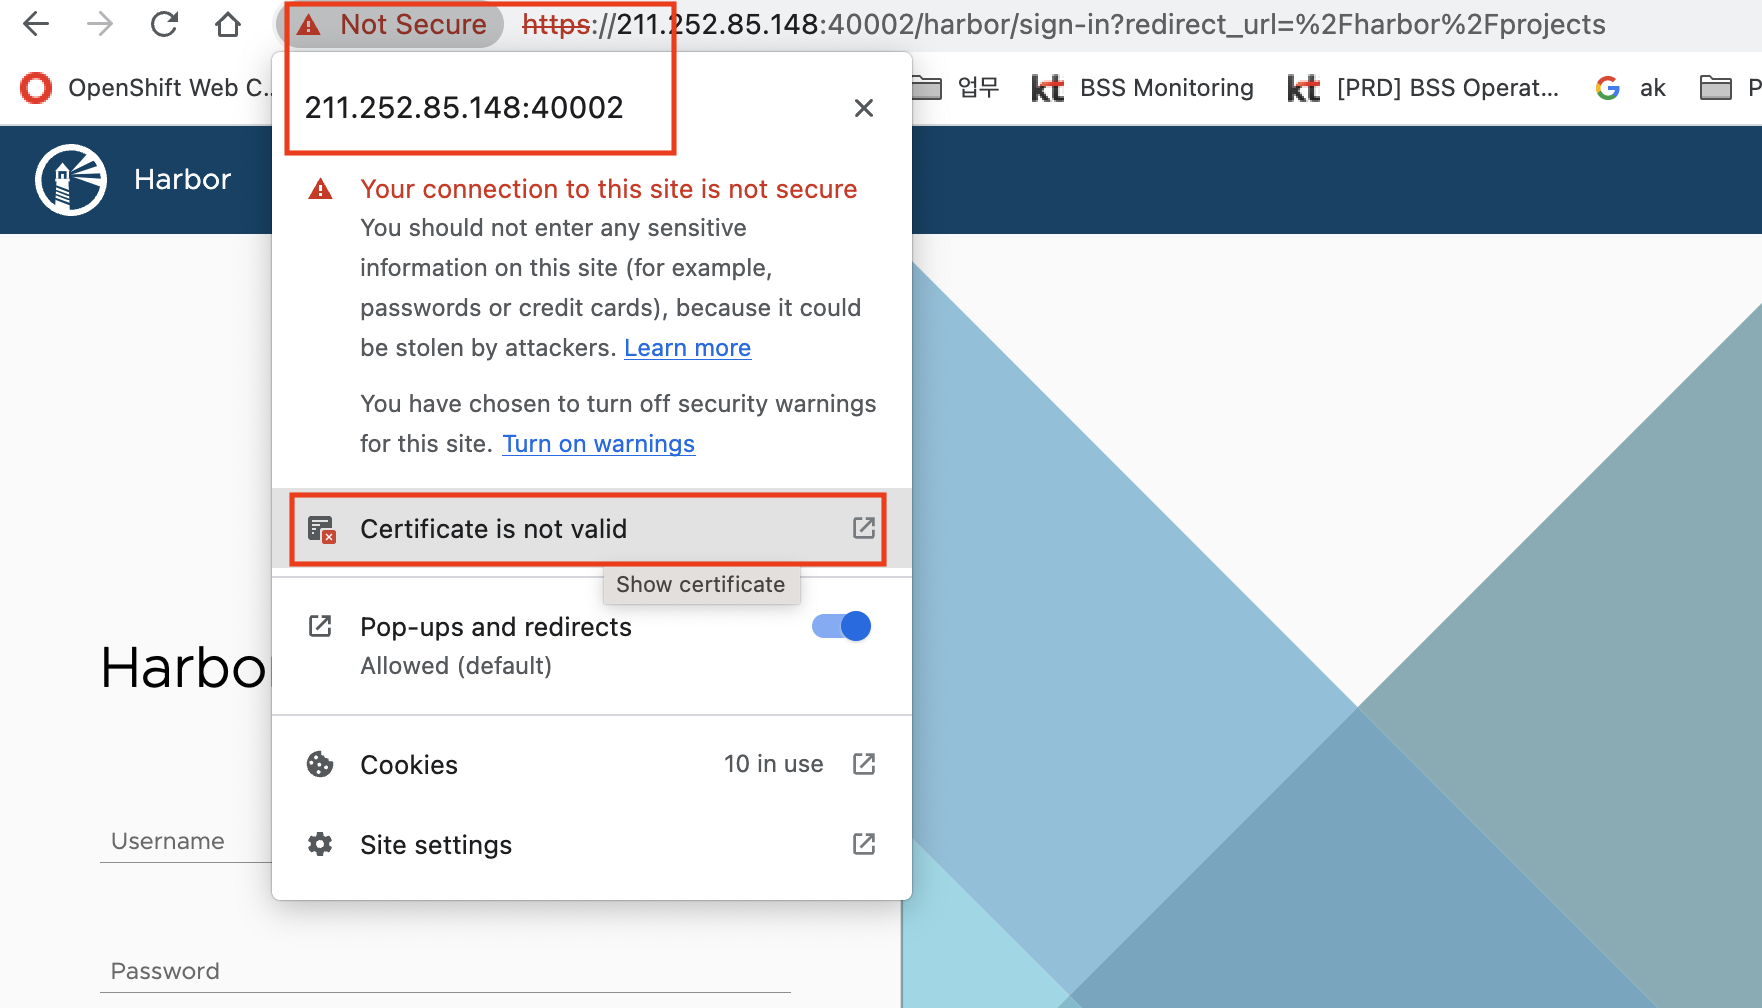 Not Secure https://211.252.85.148:40002/harbor/sign-in?redirect_url=%2Fharbor%2Fprojects
OpenShift Web C...
업무
kt BSS Monitoring
kt [PRD] BSS Operat...
G ak
P
211.252.85.148:40002
Harbor
Your connection to this site is not secure
You should not enter any sensitive
information on this site (for example,
passwords or credit cards), because it could
be stolen by attackers. Learn more
You have chosen to turn off security warnings
for this site. Turn on warnings
Certificate is not valid
Show certificate
Pop-ups and redirects
Allowed (default)
Harbor
Cookies 10 in use
Site settings
Username
Password